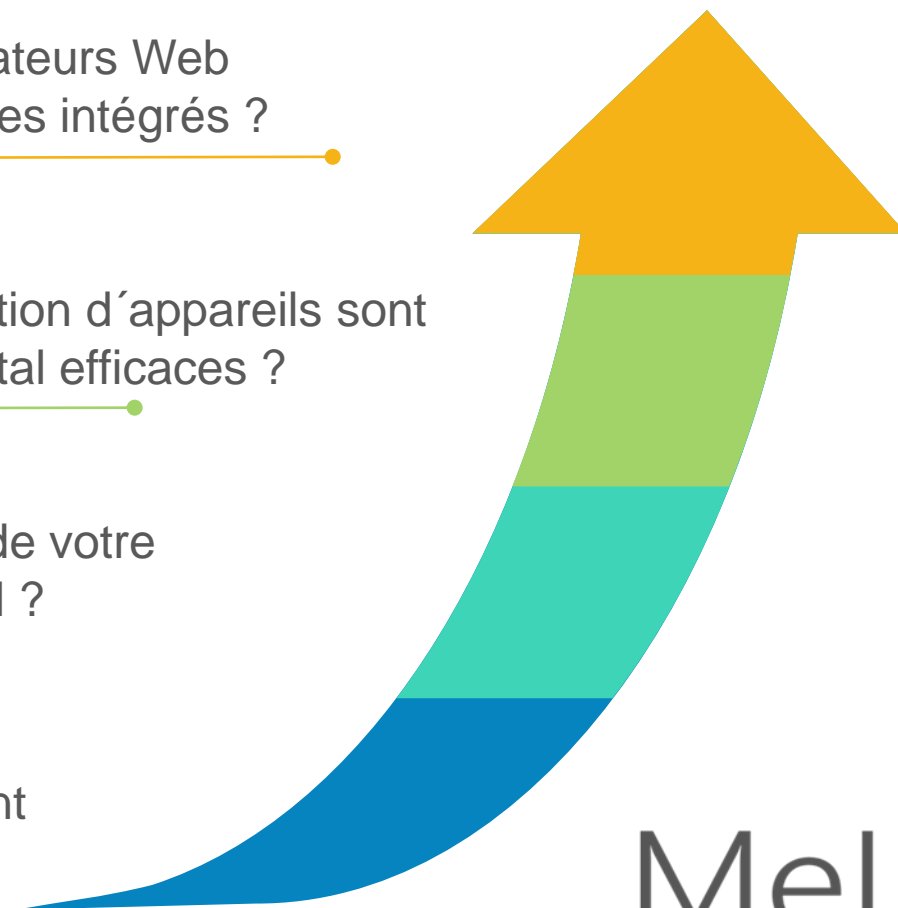 ateurs Web
es intégrés ?
tion d´appareils sont
tal efficaces ?
de votre
l ?
nt
Mel